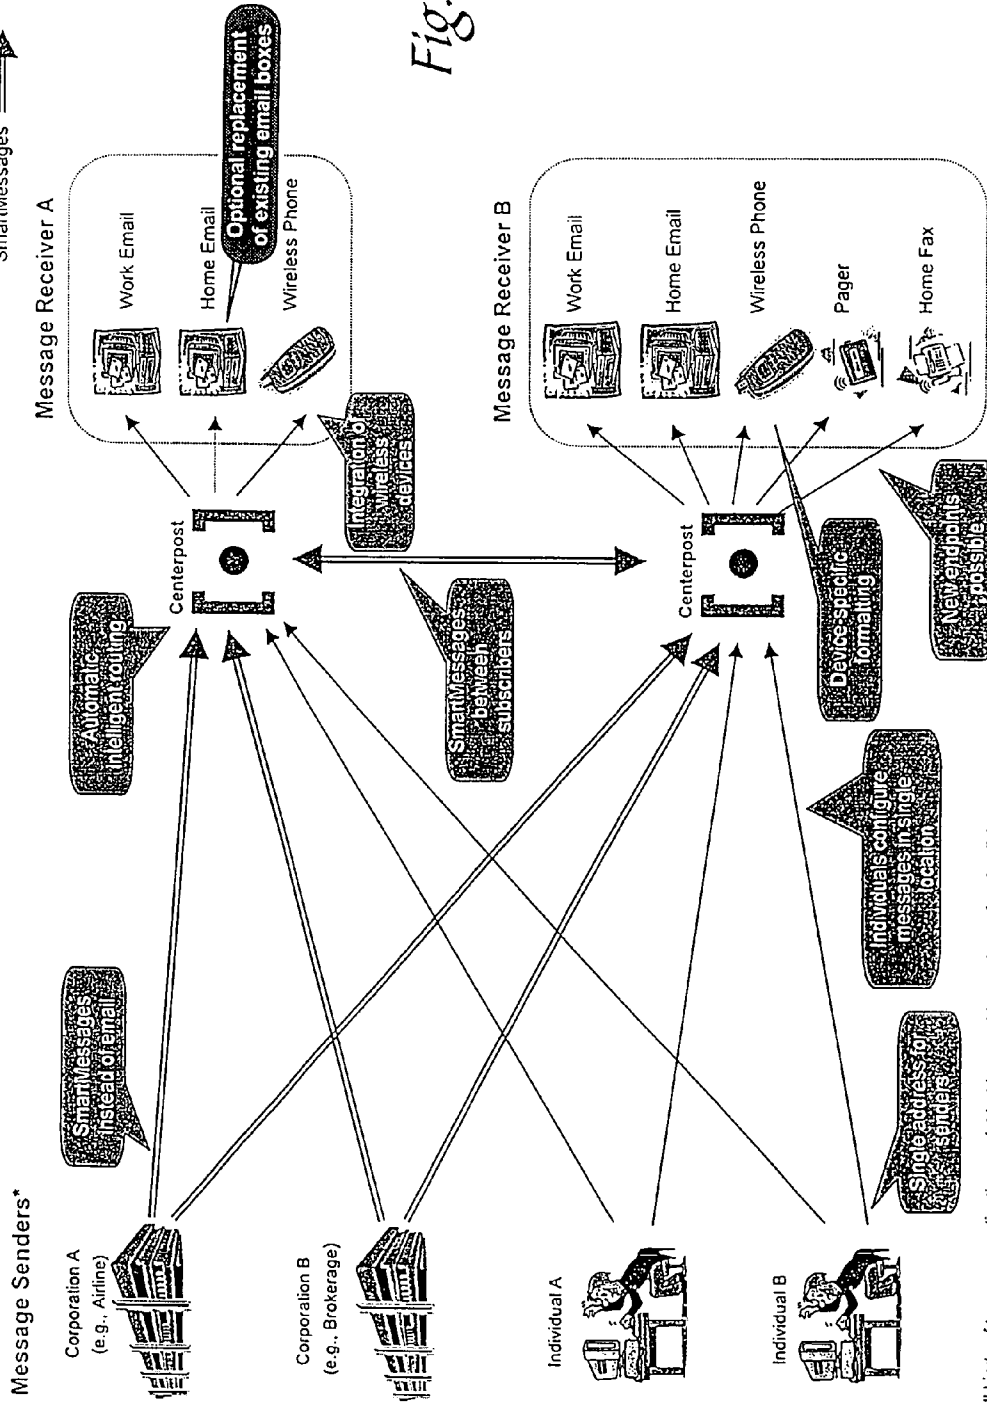 SmartMessages
Fig.
Message Senders*
Corporation A
(e.g., Airline)
Corporation B
(e.g., Brokerage)
Individual A
Individual B
SmartMessages
instead of email
Single address for
senders
Automatic
intelligent routing
Individuals configure
messages in single
location
SmartMessages
between
subscribers
Centerpost
Centerpost
Device-specific
formatting
Integration of
wireless
devices
New endpoints
possible
Message Receiver A
Work Email
Home Email
Wireless Phone
Optional replacement
of existing email boxes
Message Receiver B
Work Email
Home Email
Wireless Phone
Pager
Home Fax